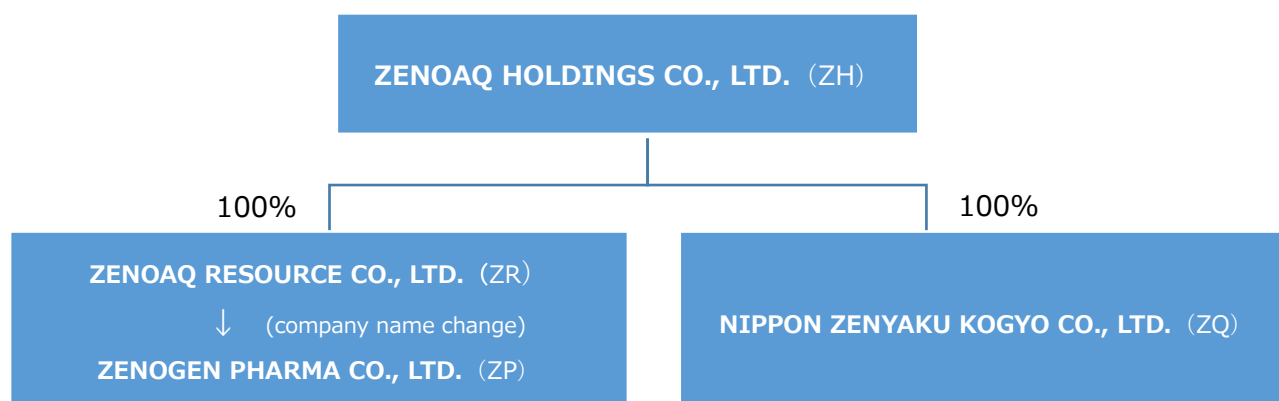 ZENOAQ HOLDINGS CO., LTD.（ZH）
100%
100%
ZENOAQ RESOURCE CO., LTD.（ZR）
↓ (company name change)
ZENOGEN PHARMA CO., LTD.（ZP）
NIPPON ZENYAKU KOGYO CO., LTD.（ZQ）